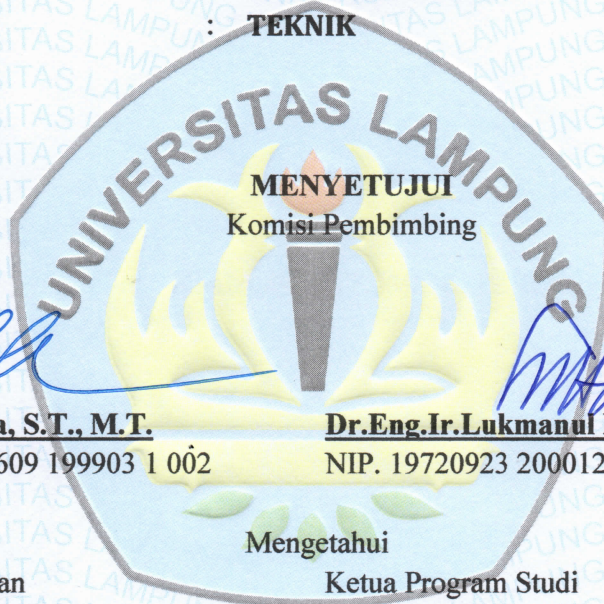 : TEKNIK
UNIVERSITAS LAMPUNG
MENYETUJUI
Komisi Pembimbing
a, S.T., M.T.
Dr.Eng.Ir.Lukmanul
609 199903 1 002
NIP. 19720923 200012
Mengetahui
an
Ketua Program Studi